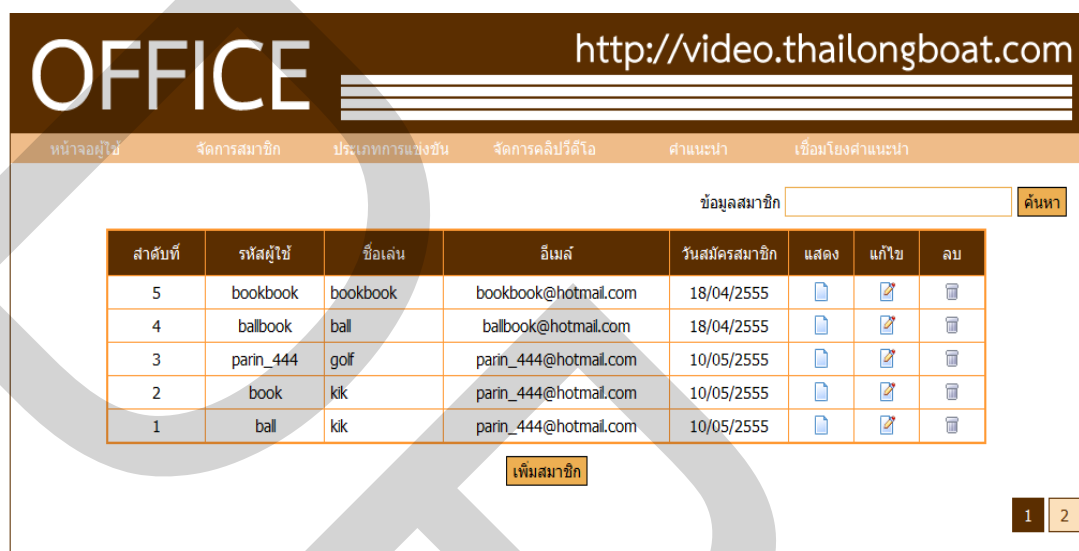 OFFICE http://video.thailongboat.com
หน้าจอผู้ใช้ จัดการสมาชิก ประเภทการแข่งขัน จัดการคลิปวีดีโอ คำแนะนำ เชื่อมโยงคำแนะนำ
ข้อมูลสมาชิก ค้นหา
ลำดับที่ รหัสผู้ใช้ ชื่อเล่น อีเมล์ วันสมัครสมาชิก แสดง แก้ไข ลบ
5 bookbook bookbook bookbook@hotmail.com 18/04/2555
4 ballbook ball ballbook@hotmail.com 18/04/2555
3 parin_444 golf parin_444@hotmail.com 10/05/2555
2 book kik parin_444@hotmail.com 10/05/2555
1 ball kik parin_444@hotmail.com 10/05/2555
เพิ่มสมาชิก
1 2